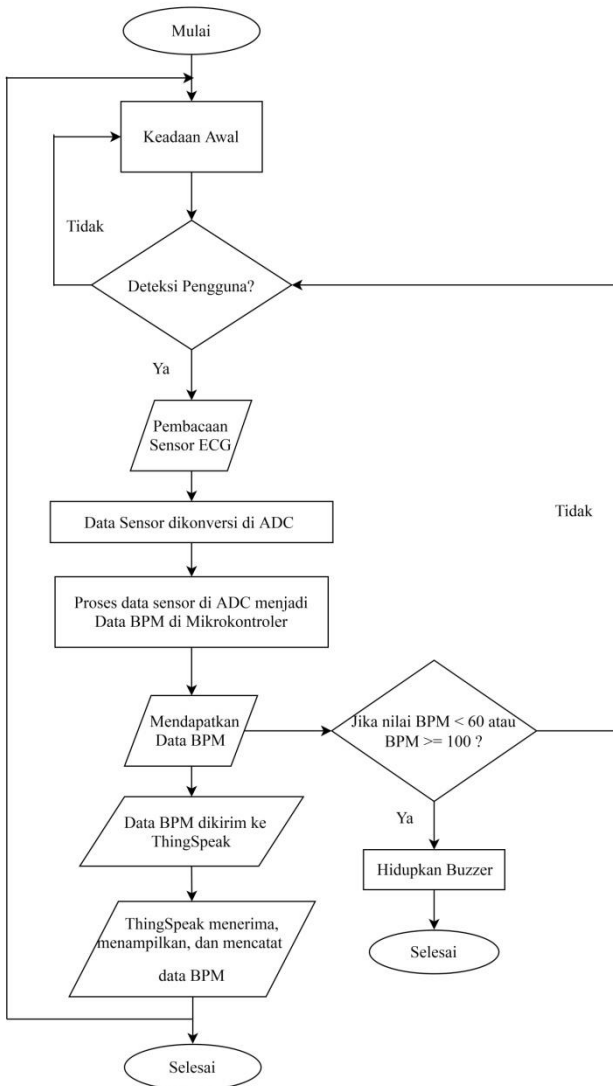 Mulai
Keadaan Awal
Tidak
Deteksi Pengguna?
Ya
Pembacaan
Sensor ECG
Data Sensor dikonversi di ADC
Tidak
Proses data sensor di ADC menjadi
Data BPM di Mikrokontroler
Mendapatkan
Data BPM
Jika nilai BPM < 60 atau
BPM >= 100 ?
Ya
Data BPM dikirim ke
ThingSpeak
Hidupkan Buzzer
ThingSpeak menerima,
menampilkan, dan mencatat
data BPM
Selesai
Selesai